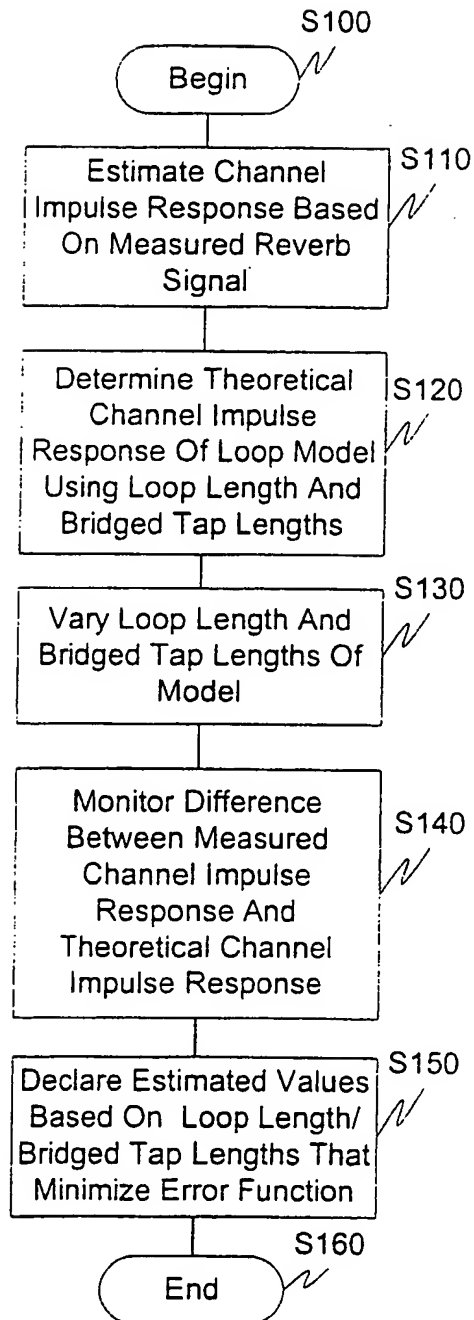 S100
Begin
S110
Estimate Channel
Impulse Response Based
On Measured Reverb
Signal
S120
Determine Theoretical
Channel Impulse
Response Of Loop Model
Using Loop Length And
Bridged Tap Lengths
S130
Vary Loop Length And
Bridged Tap Lengths Of
Model
S140
Monitor Difference
Between Measured
Channel Impulse
Response And
Theoretical Channel
Impulse Response
S150
Declare Estimated Values
Based On Loop Length/
Bridged Tap Lengths That
Minimize Error Function
S160
End